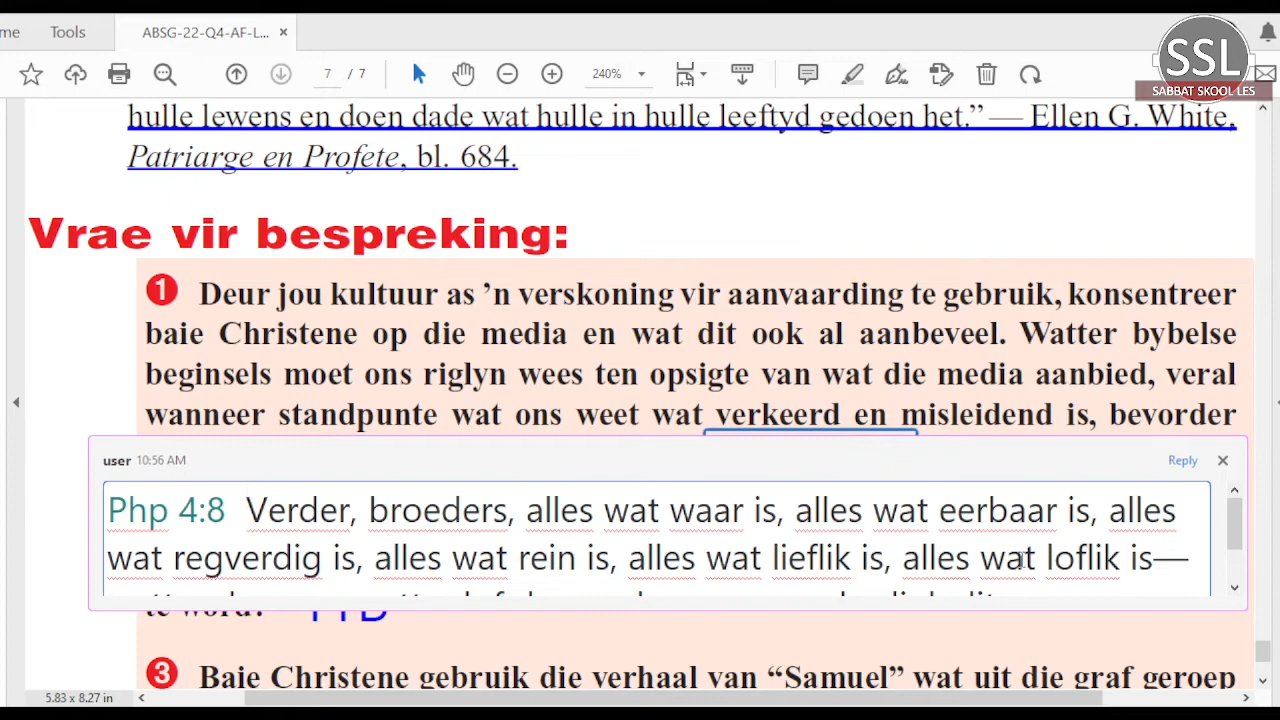 me
Tools
ABSG-22-Q4-AF-L...
SSL
SABBAT SKOOL LES
7 / 7
240%
hulle lewens en doen dade wat hulle in hulle leeftyd gedoen het.” — Ellen G. White,
Patriarge en Profete, bl. 684.
Vrae vir bespreking:
1 Deur jou kultuur as ’n verskoning vir aanvaarding te gebruik, konsentreer
baie Christene op die media en wat dit ook al aanbeveel. Watter bybelse
beginsels moet ons riglyn wees ten opsigte van wat die media aanbied, veral
wanneer standpunte wat ons weet wat verkeerd en misleidend is, bevorder
user 10:56 AM
Reply
Php 4:8 Verder, broeders, alles wat waar is, alles wat eerbaar is, alles
wat regverdig is, alles wat rein is, alles wat lieflik is, alles wat loflik is—
te word?
3 Baie Christene gebruik die verhaal van “Samuel” wat uit die graf geroep
5.83 x 8.27 in